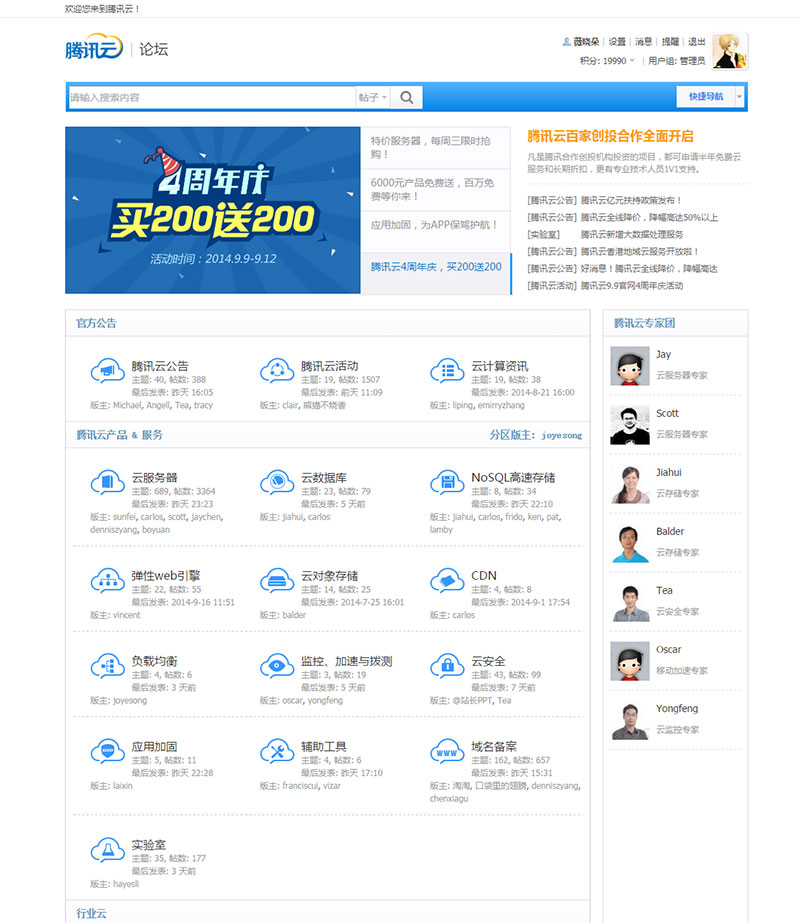 欢迎您来到腾讯云！
腾讯云 论坛
薇晓朵 | 设置 | 消息 | 提醒 | 退出
积分: 19990 | 用户组: 管理员
请输入搜索内容 帖子 快捷导航
4周年庆
买200送200
活动时间：2014.9.9-9.12
特价服务器，每周三限时抢
购！
6000元产品免费送，百万免
费等你来！
应用加固，为APP保驾护航！
腾讯云4周年庆，买200送200
腾讯云百家创投合作全面开启
凡是腾讯合作创投机构投资的项目，都可申请半年免费云
服务和长期折扣，更有专业技术人员1V1支持。
[腾讯云公告] 腾讯云亿元扶持政策发布！
[腾讯云公告] 腾讯云全线降价，降幅高达50%以上
[实验室] 腾讯云新增大数据处理服务
[腾讯云公告] 腾讯云香港地域云服务开放啦！
[腾讯云公告] 好消息！腾讯云全线降价，降幅高达
[腾讯云活动] 腾讯云9.9官网4周年庆活动
官方公告
腾讯云公告
主题: 40, 帖数: 388
最后发表: 昨天 16:05
版主: Michael, Angell, Tea, tracy
腾讯云活动
主题: 19, 帖数: 1507
最后发表: 前天 11:09
版主: clair, 熊猫不烧香
云计算资讯
主题: 19, 帖数: 38
最后发表: 2014-8-21 16:00
版主: liping, emirryzhang
腾讯云产品 & 服务 分区版主: joyesong
云服务器
主题: 689, 帖数: 3364
最后发表: 昨天 23:23
版主: sunfei, carlos, scott, jaychen,
denniszyang, boyuan
云数据库
主题: 23, 帖数: 79
最后发表: 5 天前
版主: jiahui, carlos
NoSQL高速存储
主题: 8, 帖数: 34
最后发表: 昨天 22:10
版主: jiahui, carlos, frido, ken, pat,
lamby
弹性web引擎
主题: 22, 帖数: 55
最后发表: 2014-9-16 11:51
版主: vincent
云对象存储
主题: 14, 帖数: 25
最后发表: 2014-7-25 16:01
版主: balder
CDN
主题: 4, 帖数: 8
最后发表: 2014-9-1 17:54
版主: carlos
负载均衡
主题: 4, 帖数: 6
最后发表: 3 天前
版主: joyesong
监控、加速与拨测
主题: 3, 帖数: 19
最后发表: 5 天前
版主: oscar, yongfeng
云安全
主题: 43, 帖数: 99
最后发表: 7 天前
版主: @站长PPT, Tea
应用加固
主题: 5, 帖数: 11
最后发表: 昨天 22:28
版主: laixin
辅助工具
主题: 4, 帖数: 6
最后发表: 昨天 17:10
版主: franciscui, vizar
www
域名备案
主题: 162, 帖数: 657
最后发表: 昨天 15:31
版主: 淘淘, 口袋里的翅膀, denniszyang,
chenxiagu
实验室
主题: 35, 帖数: 177
最后发表: 3 天前
版主: hayesli
行业云
腾讯云专家团
Jay
云服务器专家
Scott
云服务器专家
Jiahui
云存储专家
Balder
云存储专家
Tea
云安全专家
Oscar
移动加速专家
Yongfeng
云监控专家